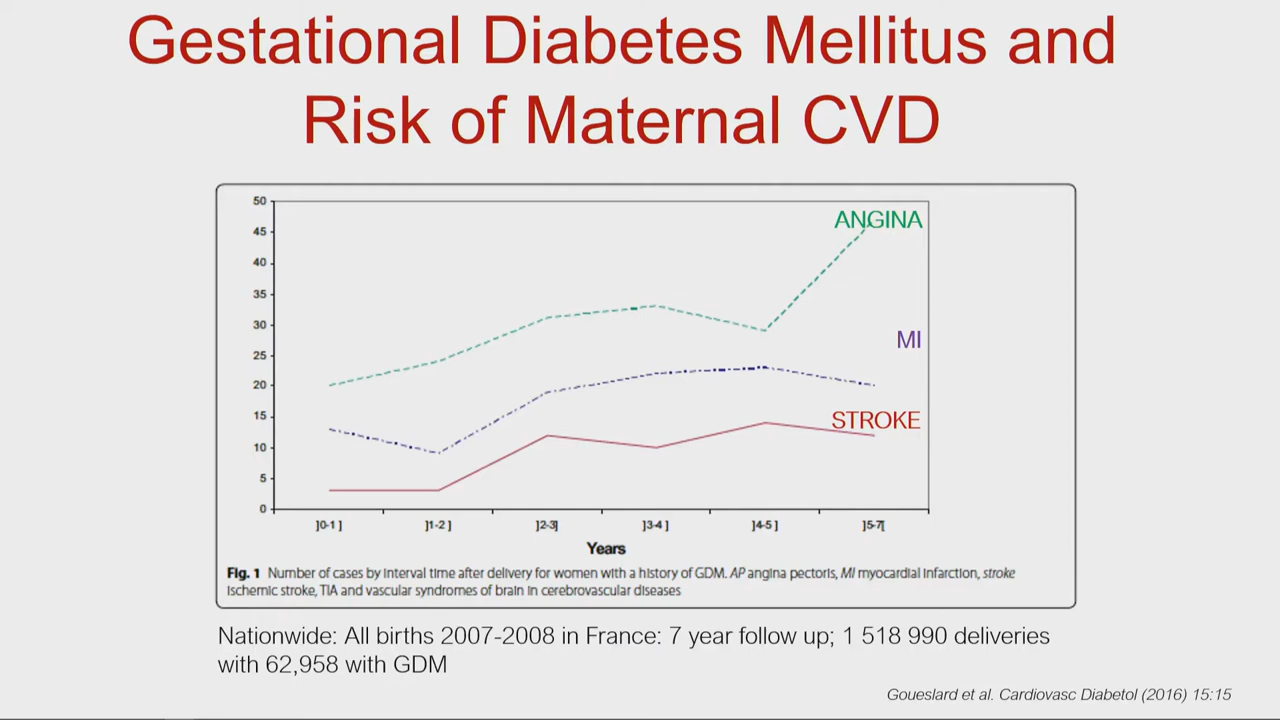 Gestational Diabetes Mellitus and
Risk of Maternal CVD
50
45
40
35
30
25
20
15
10
5
0
ANGINA
MI
STROKE
]0-1 ]
]1-2 ]
]2-3]
]3-4 ]
]4-5 ]
]5-7[
Years
Fig. 1 Number of cases by interval time after delivery for women with a history of GDM. AP angina pectoris, MI myocardial infarction, stroke
ischemic stroke, TIA and vascular syndromes of brain in cerebrovascular diseases
Nationwide: All births 2007-2008 in France: 7 year follow up; 1 518 990 deliveries
with 62,958 with GDM
Goueslard et al. Cardiovasc Diabetol (2016) 15:15